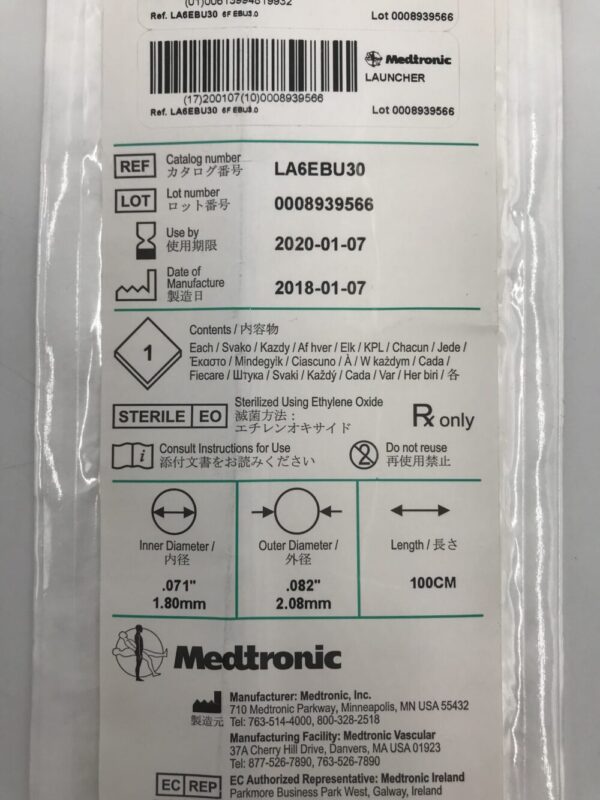 (01)00613994819932
Ref. LA6EBU30 6F EBU3.0 Lot 0008939566
Medtronic
LAUNCHER
(17)200107(10)0008939566
Ref. LA6EBU30 6F EBU3.0 Lot 0008939566
REF Catalog number LA6EBU30
カタログ番号
LOT Lot number 0008939566
ロット番号
Use by 2020-01-07
使用期限
Date of
Manufacture 2018-01-07
製造日
1
Contents / 内容物
Each / Svako / Kazdy / Af hver / Elk / KPL / Chacun / Jede /
Έκαστο / Mindegyik / Ciascuno / À / W każdym / Cada /
Fiecare / Штука / Svaki / Každý / Cada / Var / Her biri / 各
STERILE EO Sterilized Using Ethylene Oxide
滅菌方法：
エチレンオキサイド
Rx only
i Consult Instructions for Use
添付文書をお読みください
2 Do not reuse
再使用禁止
Inner Diameter /
内径
.071"
1.80mm
Outer Diameter /
外径
.082"
2.08mm
Length / 長さ
100CM
Medtronic
製造元
Manufacturer: Medtronic, Inc.
710 Medtronic Parkway, Minneapolis, MN USA 55432
Tel: 763-514-4000, 800-328-2518
Manufacturing Facility: Medtronic Vascular
37A Cherry Hill Drive, Danvers, MA USA 01923
Tel: 877-526-7890, 763-526-7890
EC REP EC Authorized Representative: Medtronic Ireland
Parkmore Business Park West, Galway, Ireland